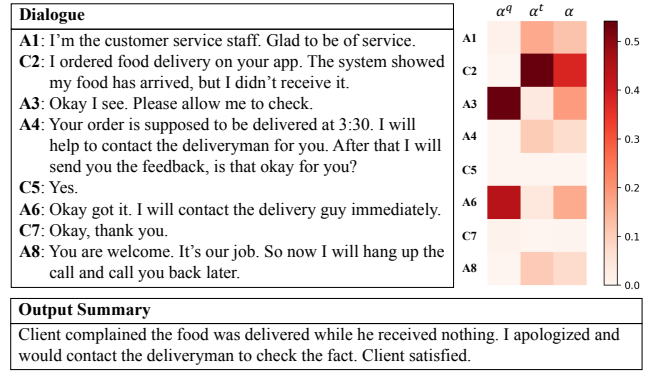 Dialogue
A1: I'm the customer service staff. Glad to be of service.
C2: I ordered food delivery on your app. The system showed
my food has arrived, but I didn't receive it.
A3: Okay I see. Please allow me to check.
A4: Your order is supposed to be delivered at 3:30. I will
help to contact the deliveryman for you. After that I will
send you the feedback, is that okay for you?
C5: Yes.
A6: Okay got it. I will contact the delivery guy immediately.
C7: Okay, thank you.
A8: You are welcome. It's our job. So now I will hang up the
call and call you back later.
α^q α^t α
A1
C2
A3
A4
C5
A6
C7
A8
0.5
0.4
0.3
0.2
0.1
0.0
Output Summary
Client complained the food was delivered while he received nothing. I apologized and
would contact the deliveryman to check the fact. Client satisfied.